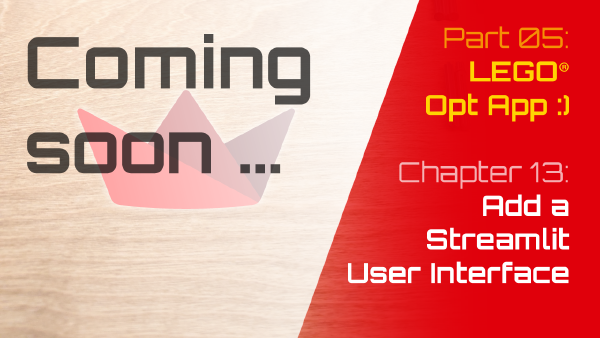 Coming
soon ...
Part 05:
LEGO®
Opt App :)
Chapter 13:
Add a
Streamlit
User Interface